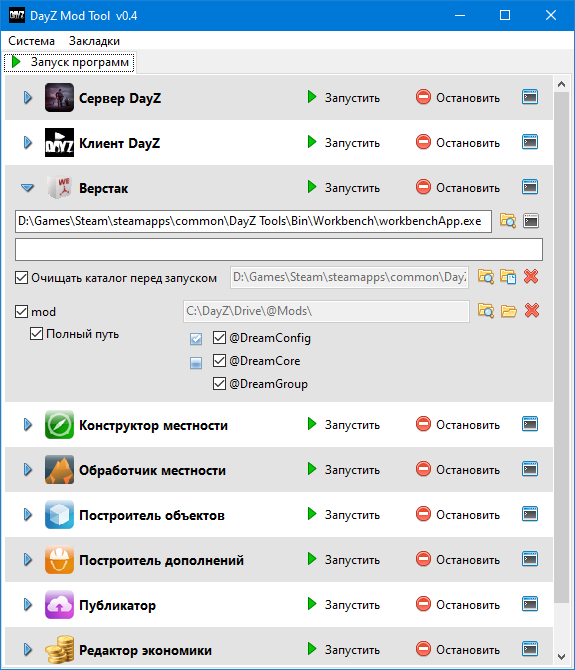 DayZ Mod Tool v0.4
Система Закладки
Запуск программ
Сервер DayZ Запустить Остановить
Клиент DayZ Запустить Остановить
Верстак Запустить Остановить
D:\Games\Steam\steamapps\common\DayZ Tools\Bin\Workbench\workbenchApp.exe
Очищать каталог перед запуском D:\Games\Steam\steamapps\common\Day
mod C:\DayZ\Drive\@Mods\
Полный путь @DreamConfig
@DreamCore
@DreamGroup
Конструктор местности Запустить Остановить
Обработчик местности Запустить Остановить
Построитель объектов Запустить Остановить
Построитель дополнений Запустить Остановить
Публикатор Запустить Остановить
Редактор экономики Запустить Остановить